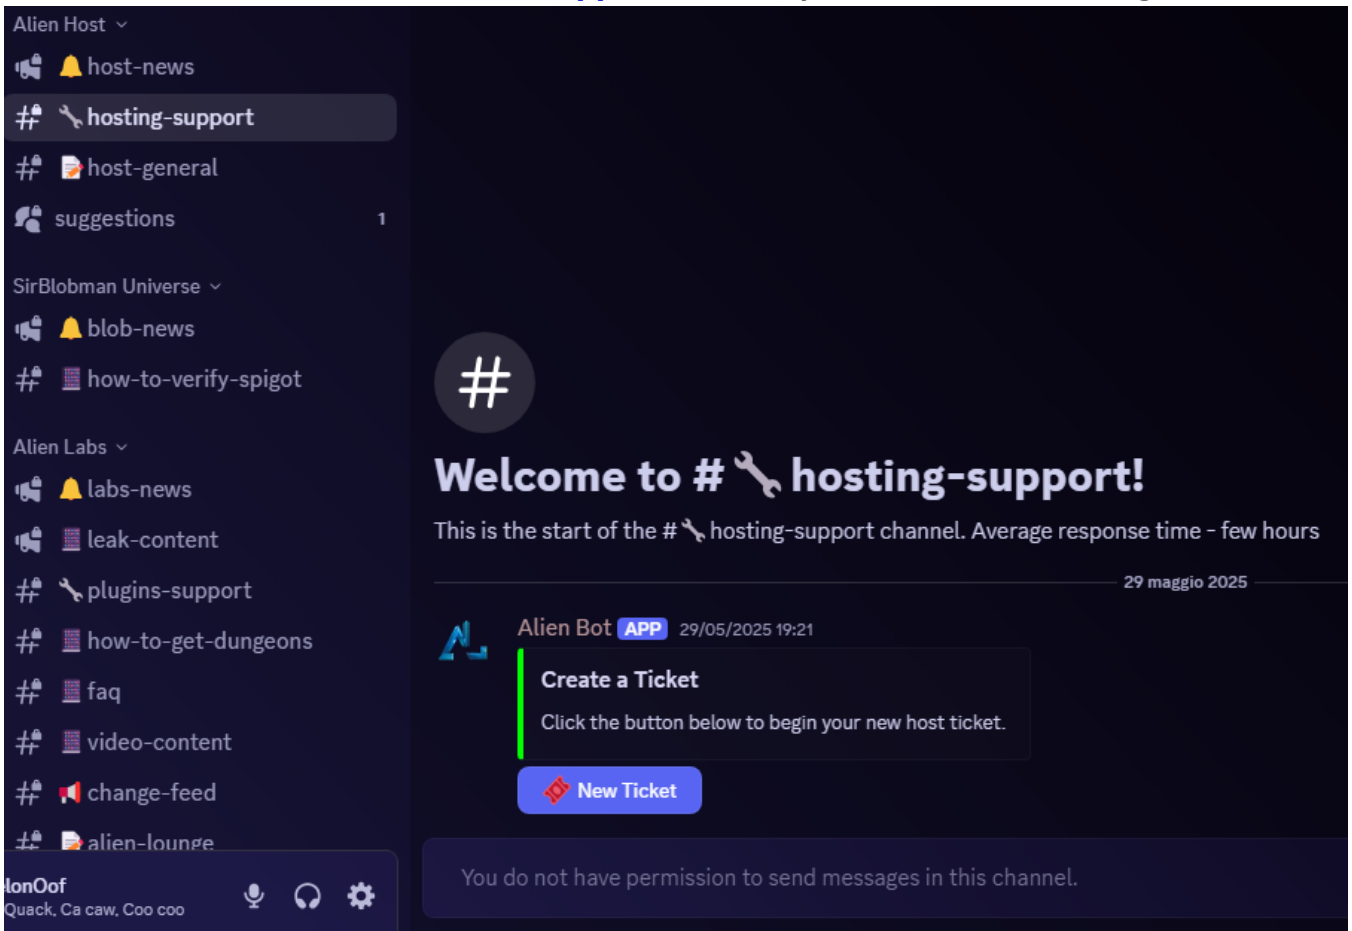 Alien Host
host-news
hosting-support
host-general
suggestions 1
SirBlobman Universe
blob-news
how-to-verify-spigot
Alien Labs
labs-news
leak-content
plugins-support
how-to-get-dungeons
faq
video-content
change-feed
alien-lounge
lonOof
Quack, Ca caw, Coo coo
Welcome to # hosting-support!
This is the start of the # hosting-support channel. Average response time - few hours
29 maggio 2025
Alien Bot APP 29/05/2025 19:21
Create a Ticket
Click the button below to begin your new host ticket.
New Ticket
You do not have permission to send messages in this channel.